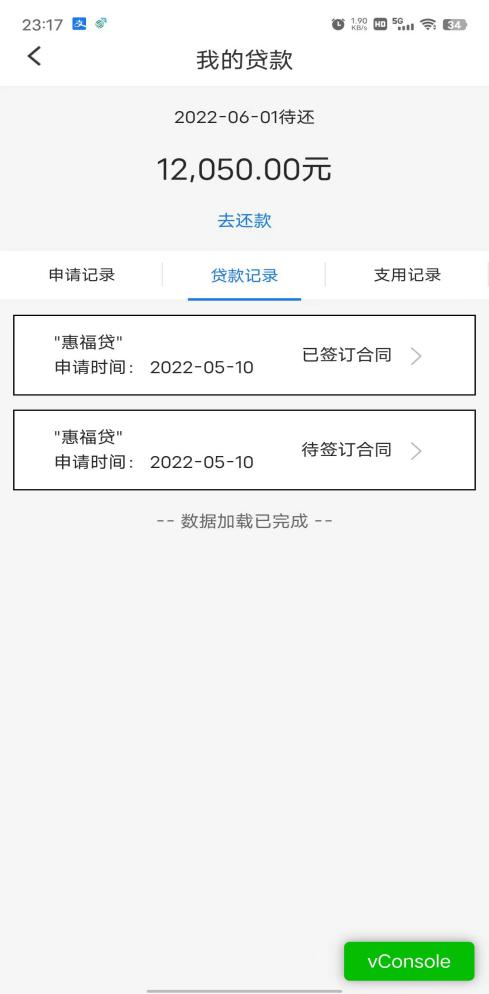 23:17 1.90 KB/s HD 5G 34
我的贷款
2022-06-01待还
12,050.00元
去还款
申请记录 贷款记录 支用记录
"惠福贷"
申请时间： 2022-05-10
已签订合同
"惠福贷"
申请时间： 2022-05-10
待签订合同
-- 数据加载已完成 --
vConsole